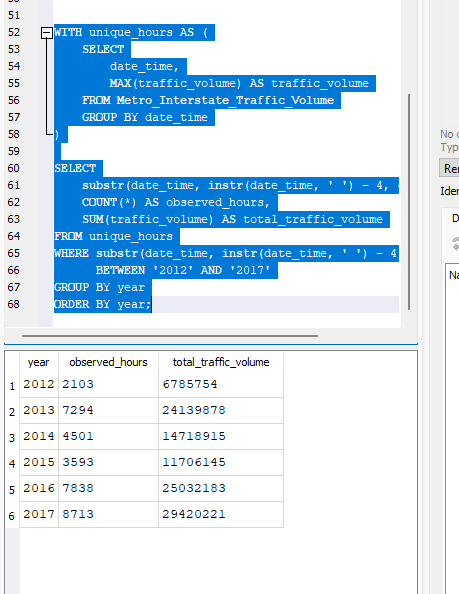 51
52 WITH unique_hours AS (
53 SELECT
54 date_time,
55 MAX(traffic_volume) AS traffic_volume
56 FROM Metro_Interstate_Traffic_Volume
57 GROUP BY date_time
58 )
59
60 SELECT
61 substr(date_time, instr(date_time, ' ') - 4,
62 COUNT(*) AS observed_hours,
63 SUM(traffic_volume) AS total_traffic_volume
64 FROM unique_hours
65 WHERE substr(date_time, instr(date_time, ' ') - 4
66 BETWEEN '2012' AND '2017'
67 GROUP BY year
68 ORDER BY year;
year observed_hours total_traffic_volume
1 2012 2103 6785754
2 2013 7294 24139878
3 2014 4501 14718915
4 2015 3593 11706145
5 2016 7838 25032183
6 2017 8713 29420221
No c
Type
Rer
Iden
D
Na